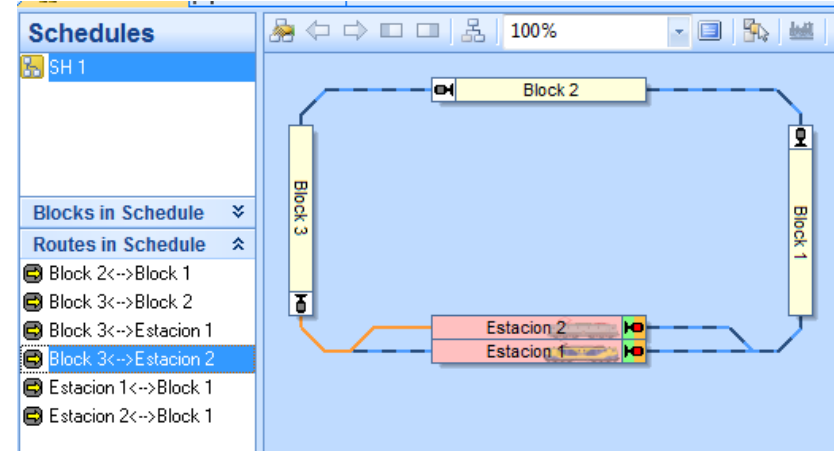 Schedules
100%
SH 1
Block 2
Block 3
Block 1
Blocks in Schedule
Routes in Schedule
Block 2<-->Block 1
Block 3<-->Block 2
Block 3<-->Estacion 1
Block 3<-->Estacion 2
Estacion 1<-->Block 1
Estacion 2<-->Block 1
Estacion 2
Estacion 1